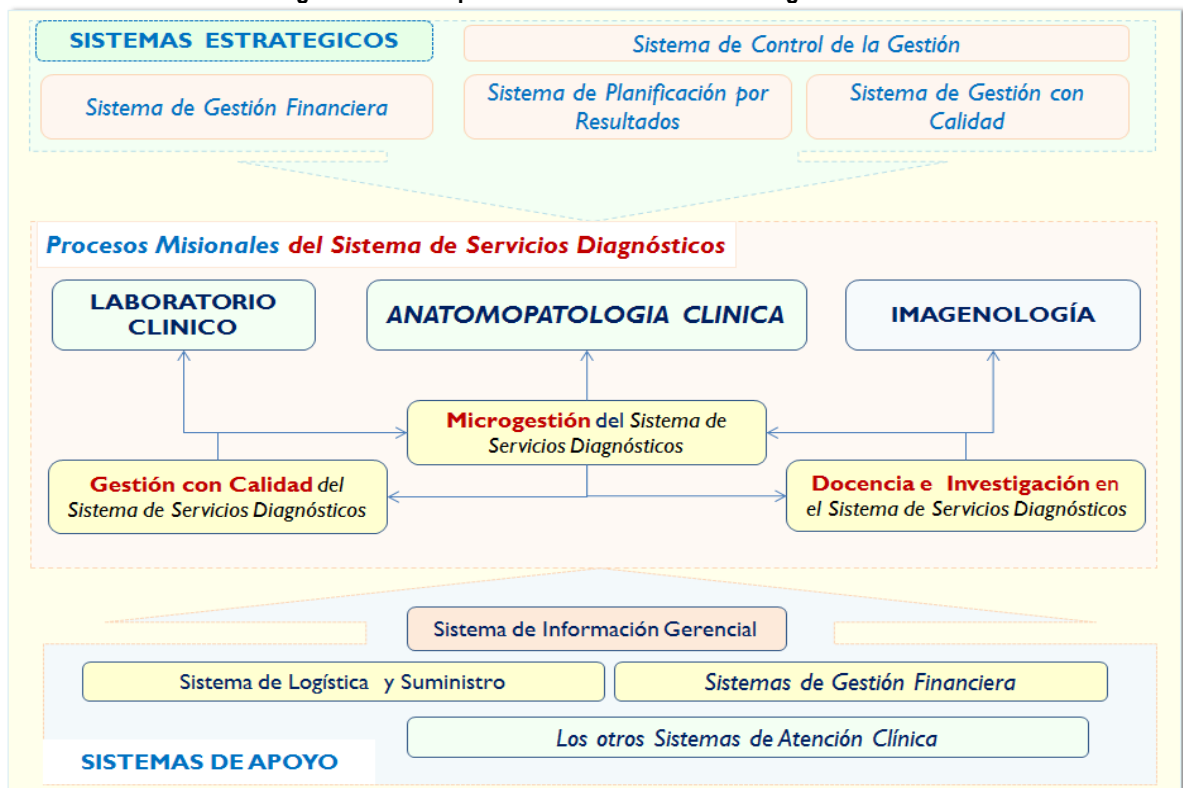 SISTEMAS ESTRATEGICOS
Sistema de Control de la Gestión
Sistema de Gestión Financiera
Sistema de Planificación por
Resultados
Sistema de Gestión con
Calidad
Procesos Misionales del Sistema de Servicios Diagnósticos
LABORATORIO
CLINICO
ANATOMOPATOLOGIA CLINICA
IMAGENOLOGÍA
Microgestión del Sistema de
Servicios Diagnósticos
Gestión con Calidad del
Sistema de Servicios Diagnósticos
Docencia e Investigación en
el Sistema de Servicios Diagnósticos
Sistema de Información Gerencial
Sistema de Logística y Suministro
Sistemas de Gestión Financiera
Los otros Sistemas de Atención Clínica
SISTEMAS DE APOYO